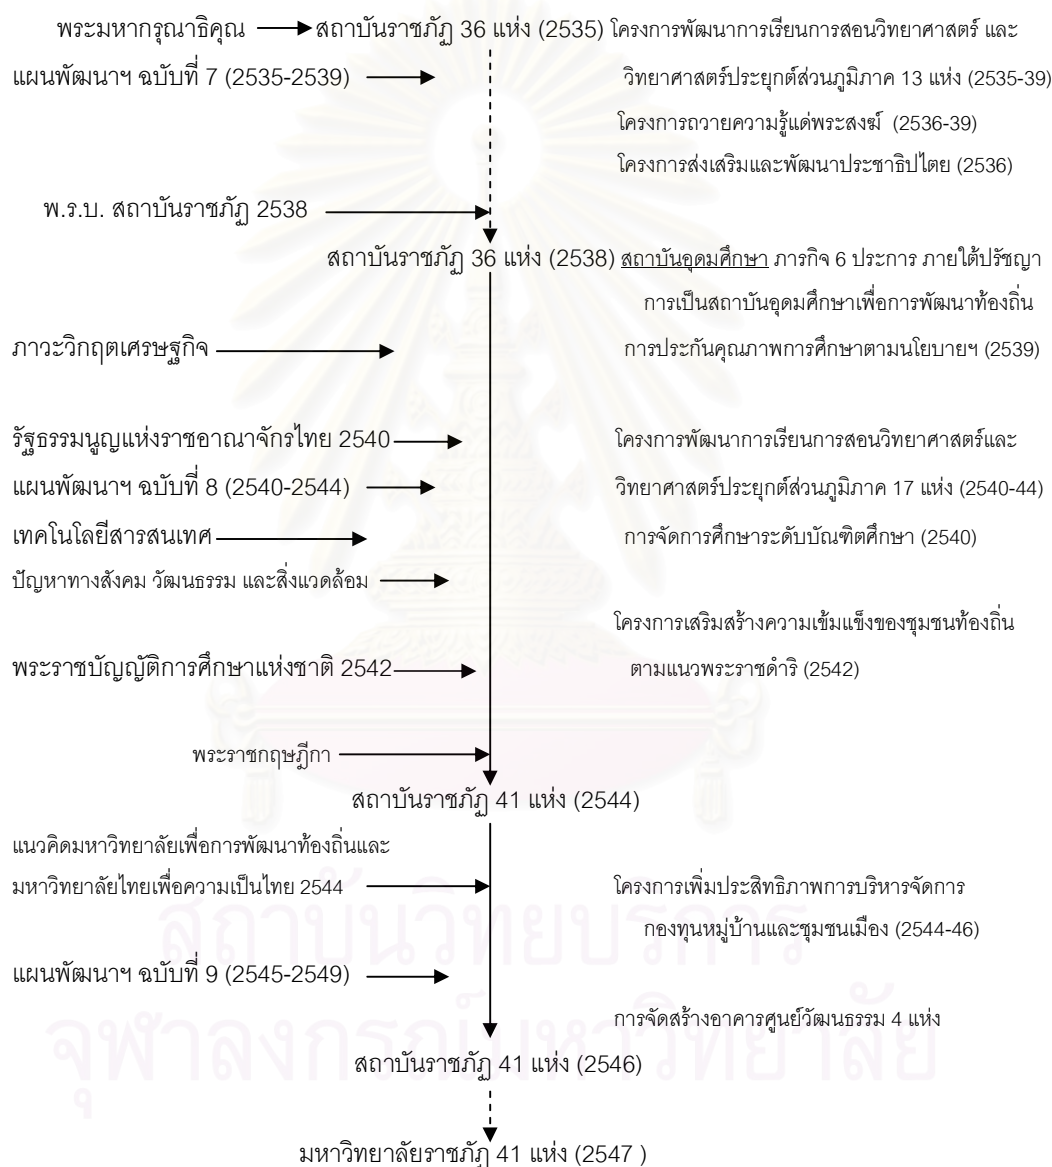 พระมหากรุณาธิคุณ สถาบันราชภัฏ 36 แห่ง (2535) โครงการพัฒนาการเรียนการสอนวิทยาศาสตร์ และ
แผนพัฒนาฯ ฉบับที่ 7 (2535-2539) วิทยาศาสตร์ประยุกต์ส่วนภูมิภาค 13 แห่ง (2535-39)
โครงการถวายความรู้แด่พระสงฆ์ (2536-39)
โครงการส่งเสริมและพัฒนาประชาธิปไตย (2536)
พ.ร.บ. สถาบันราชภัฏ 2538
สถาบันราชภัฏ 36 แห่ง (2538) สถาบันอุดมศึกษา ภารกิจ 6 ประการ ภายใต้ปรัชญา
การเป็นสถาบันอุดมศึกษาเพื่อการพัฒนาท้องถิ่น
ภาวะวิกฤตเศรษฐกิจ การประกันคุณภาพการศึกษาตามนโยบายฯ (2539)
รัฐธรรมนูญแห่งราชอาณาจักรไทย 2540 โครงการพัฒนาการเรียนการสอนวิทยาศาสตร์และ
แผนพัฒนาฯ ฉบับที่ 8 (2540-2544) วิทยาศาสตร์ประยุกต์ส่วนภูมิภาค 17 แห่ง (2540-44)
เทคโนโลยีสารสนเทศ การจัดการศึกษาระดับบัณฑิตศึกษา (2540)
ปัญหาทางสังคม วัฒนธรรม และสิ่งแวดล้อม
โครงการเสริมสร้างความเข้มแข็งของชุมชนท้องถิ่น
พระราชบัญญัติการศึกษาแห่งชาติ 2542 ตามแนวพระราชดำริ (2542)
พระราชกฤษฎีกา
สถาบันราชภัฏ 41 แห่ง (2544)
แนวคิดมหาวิทยาลัยเพื่อการพัฒนาท้องถิ่นและ
มหาวิทยาลัยไทยเพื่อความเป็นไทย 2544 โครงการเพิ่มประสิทธิภาพการบริหารจัดการ
สถาบันวิทยบริการ
กองทุนหมู่บ้านและชุมชนเมือง (2544-46)
แผนพัฒนาฯ ฉบับที่ 9 (2545-2549)
การจัดสร้างอาคารศูนย์วัฒนธรรม 4 แห่ง
จุฬาลงกรณ์มหาวิทยาลัย
สถาบันราชภัฏ 41 แห่ง (2546)
มหาวิทยาลัยราชภัฏ 41 แห่ง (2547 )